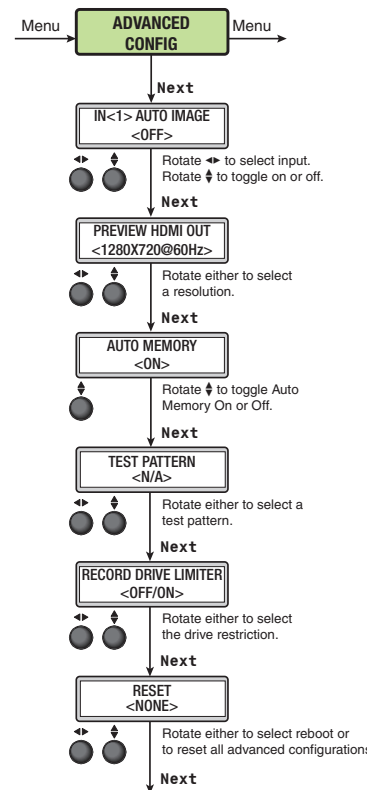 Menu
ADVANCED
CONFIG
Menu
Next
IN<1> AUTO IMAGE
<OFF>
Rotate ◂▸ to select input.
Rotate ▴▾ to toggle on or off.
Next
PREVIEW HDMI OUT
<1280X720@60Hz>
Rotate either to select
a resolution.
Next
AUTO MEMORY
<ON>
Rotate ▴▾ to toggle Auto
Memory On or Off.
Next
TEST PATTERN
<N/A>
Rotate either to select a
test pattern.
Next
RECORD DRIVE LIMITER
<OFF/ON>
Rotate either to select
the drive restriction.
Next
RESET
<NONE>
Rotate either to select reboot or
to reset all advanced configurations
Next